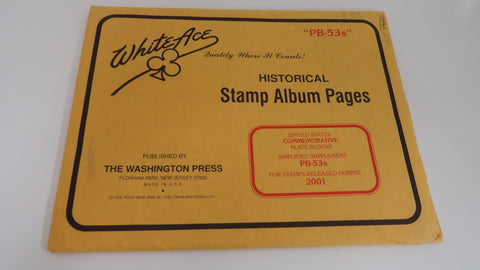 "PB-53s"
White Ace
Quality Where It Counts!
HISTORICAL
Stamp Album Pages
UNITED STATES
COMMEMORATIVE
PLATE BLOCKS
SIMPLIFIED SUPPLEMENT
PB-53s
FOR STAMPS RELEASED DURING
2001
PUBLISHED BY
THE WASHINGTON PRESS
FLORHAM PARK, NEW JERSEY 07932
MADE IN U.S.A.